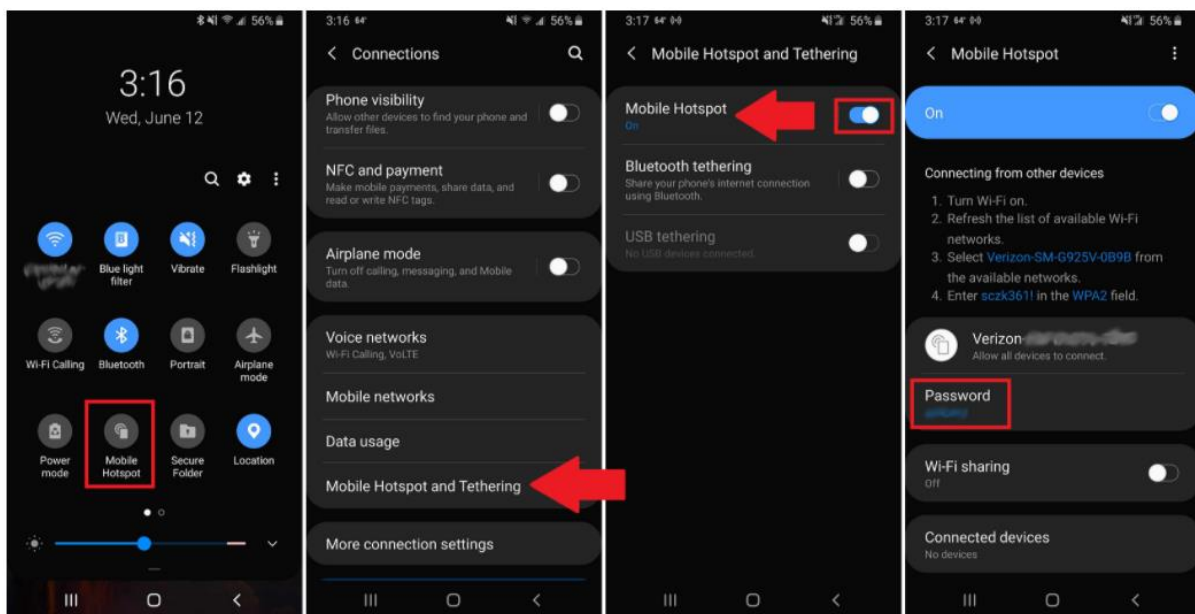 56%
3:16
Wed, June 12
Blue light
filter
Vibrate
Flashlight
Wi-Fi Calling
Bluetooth
Portrait
Airplane
mode
Power
mode
Mobile
Hotspot
Secure
Folder
Location
3:16 64° 56%
Connections
Phone visibility
Allow other devices to find your phone and
transfer files.
NFC and payment
Make mobile payments, share data, and
read or write NFC tags.
Airplane mode
Turn off calling, messaging, and Mobile
data.
Voice networks
Wi-Fi Calling, VoLTE
Mobile networks
Data usage
Mobile Hotspot and Tethering
More connection settings
3:17 64° 56%
Mobile Hotspot and Tethering
Mobile Hotspot
On
Bluetooth tethering
Share your phone's internet connection
using Bluetooth.
USB tethering
No USB devices connected.
3:17 64° 56%
Mobile Hotspot
On
Connecting from other devices
1. Turn Wi-Fi on.
2. Refresh the list of available Wi-Fi
networks.
3. Select Verizon-SM-G925V-0B9B from
the available networks.
4. Enter sczk361! in the WPA2 field.
Verizon
Allow all devices to connect.
Password
Wi-Fi sharing
Off
Connected devices
No devices